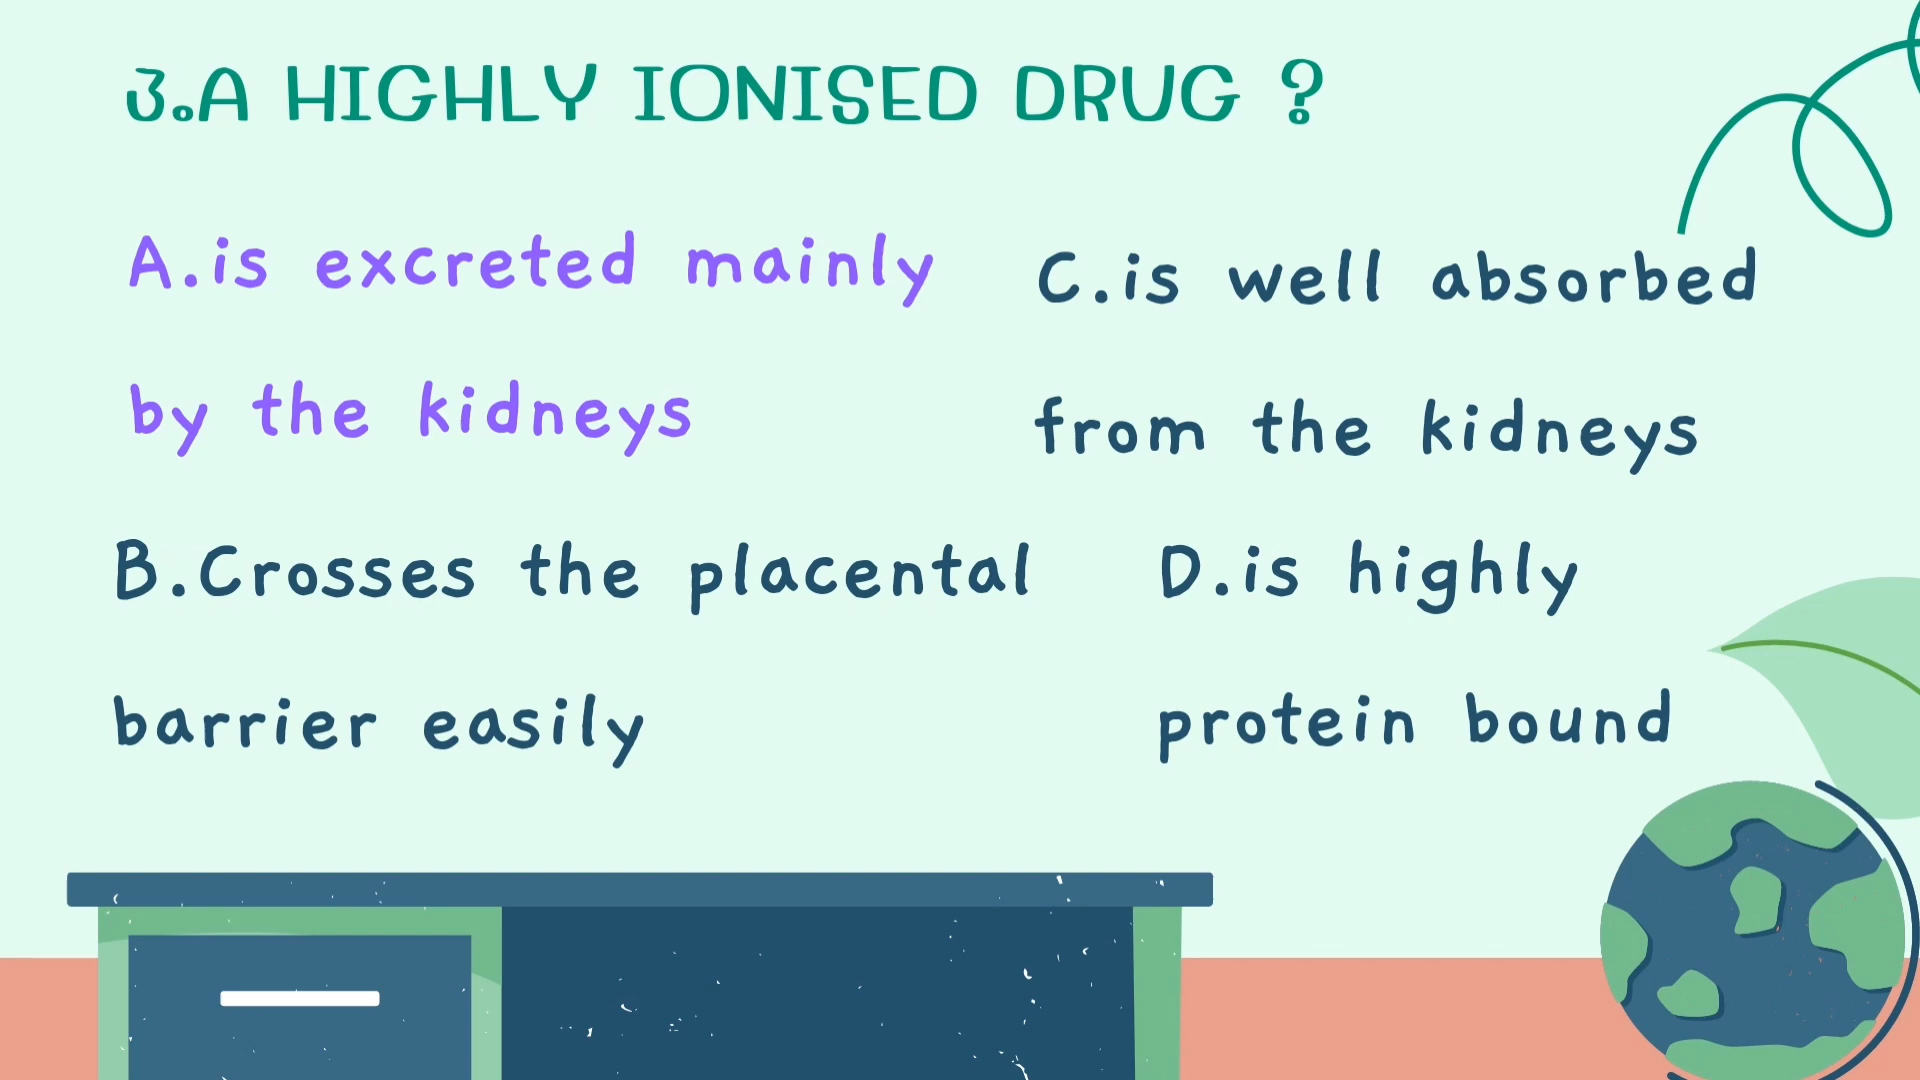 3.A HIGHLY IONISED DRUG ?
A.is excreted mainly
by the kidneys
B.Crosses the placental
barrier easily
C.is well absorbed
from the kidneys
D.is highly
protein bound